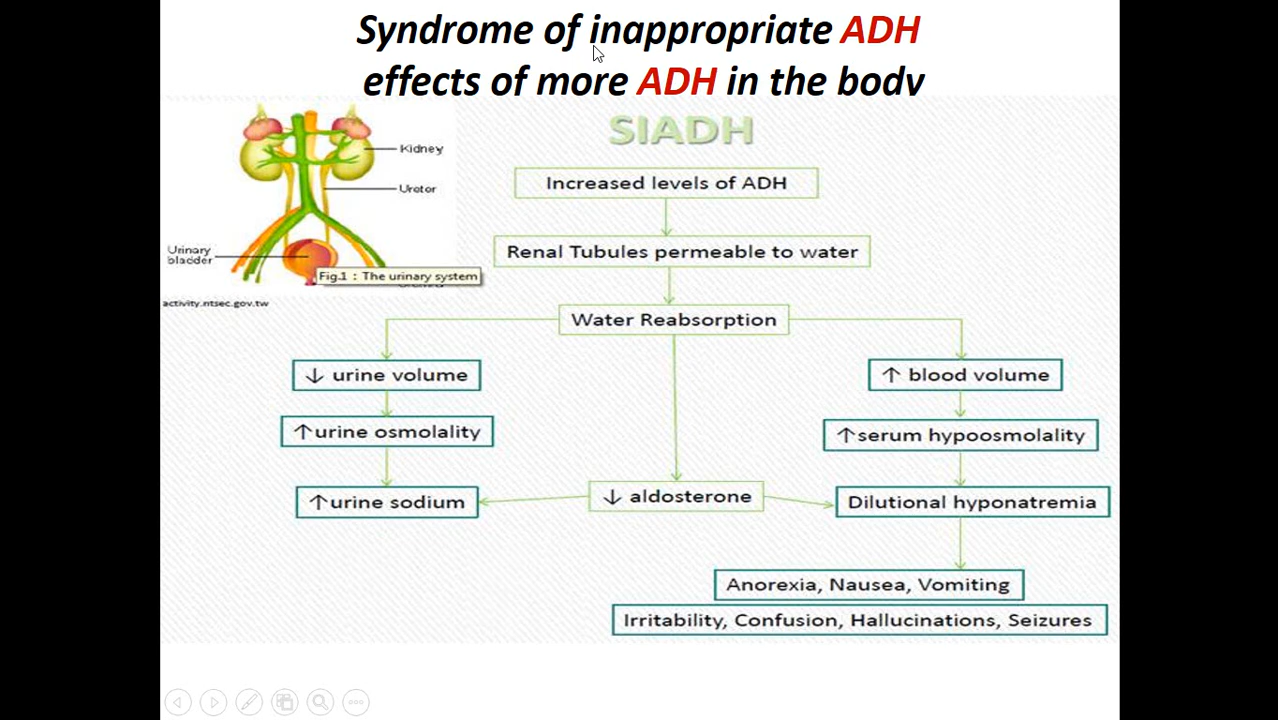 Syndrome of inappropriate ADH
effects of more ADH in the body
SIADH
Kidney
Uretor
Urinary
bladder
Fig.1 : The urinary system
activity.ntsec.gov.tw
Increased levels of ADH
Renal Tubules permeable to water
Water Reabsorption
↓ urine volume
↑ urine osmolality
↑ urine sodium
↓ aldosterone
↑ blood volume
↑ serum hypoosmolality
Dilutional hyponatremia
Anorexia, Nausea, Vomiting
Irritability, Confusion, Hallucinations, Seizures